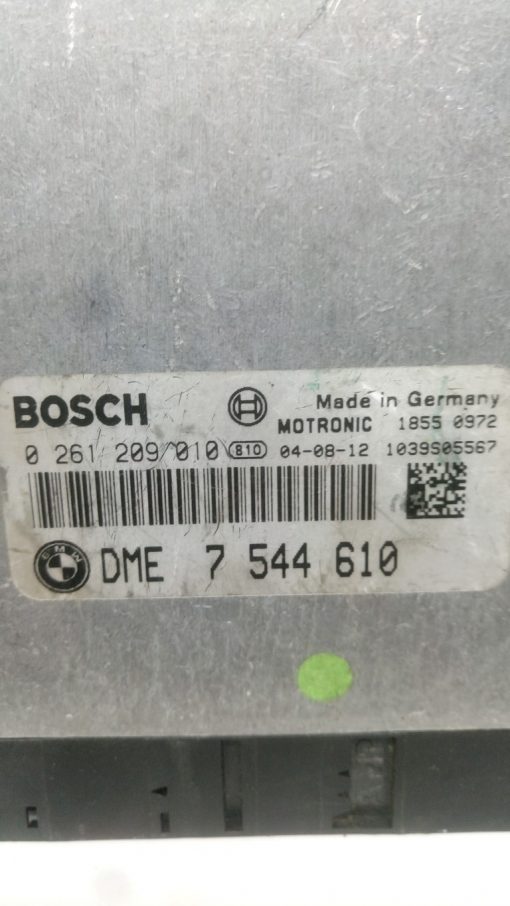 BOSCH
Made in Germany
MOTRONIC 1855 0972
0 261 209 010 810 04-08-12 1039S05567
BMW DME 7 544 610